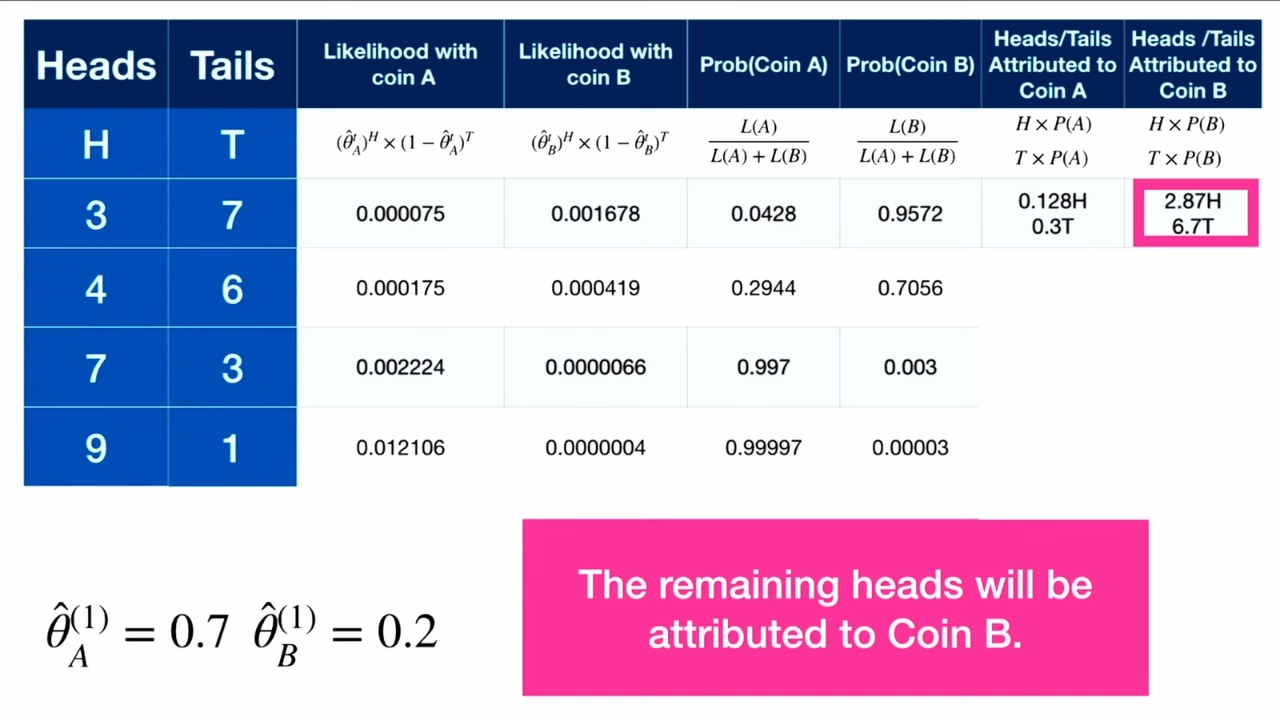 Heads Tails Likelihood with coin A Likelihood with coin B Prob(Coin A) Prob(Coin B) Heads/Tails Attributed to Coin A Heads /Tails Attributed to Coin B
H T (θ̂ᵗ_A)^H × (1 − θ̂ᵗ_A)^T (θ̂ᵗ_B)^H × (1 − θ̂ᵗ_B)^T L(A) / L(A) + L(B) L(B) / L(A) + L(B) H × P(A) T × P(A) H × P(B) T × P(B)
3 7 0.000075 0.001678 0.0428 0.9572 0.128H 0.3T 2.87H 6.7T
4 6 0.000175 0.000419 0.2944 0.7056
7 3 0.002224 0.0000066 0.997 0.003
9 1 0.012106 0.0000004 0.99997 0.00003
θ̂_A^(1) = 0.7 θ̂_B^(1) = 0.2
The remaining heads will be
attributed to Coin B.